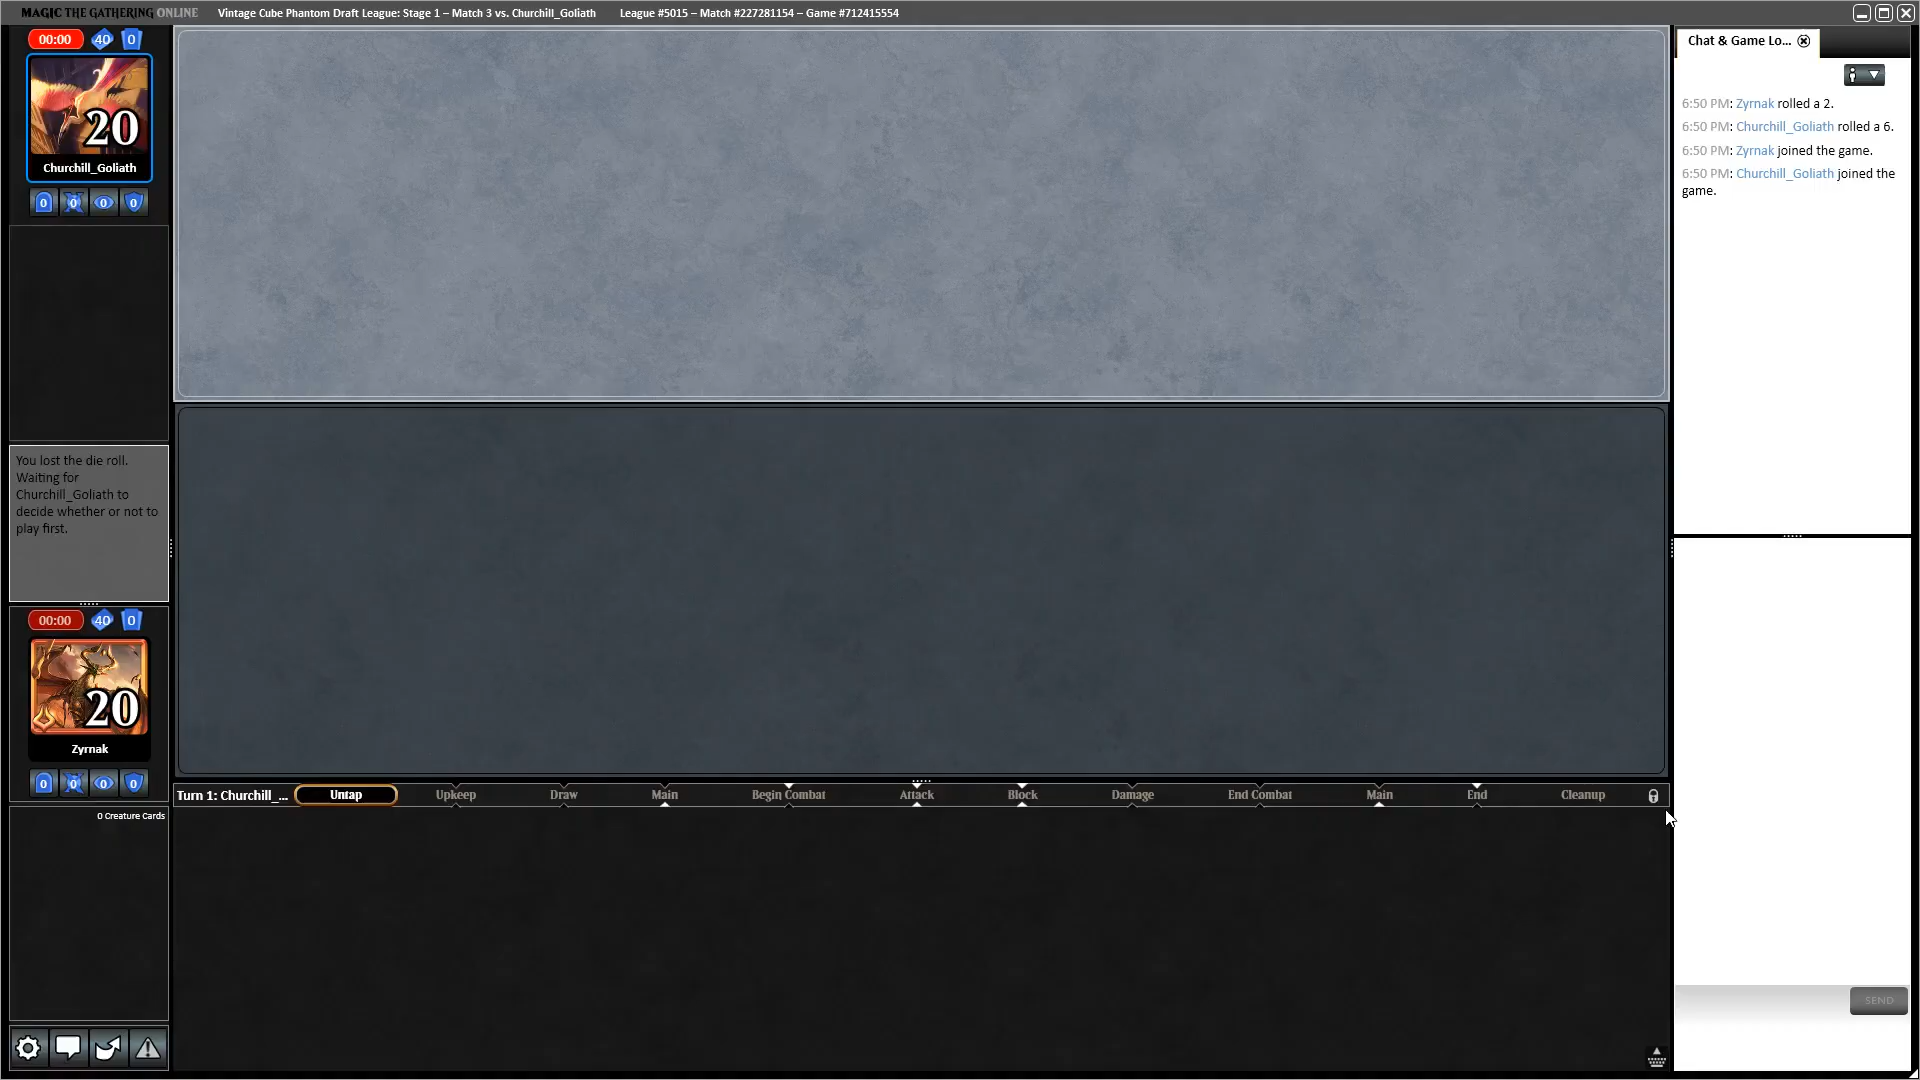 MAGIC THE GATHERING ONLINE Vintage Cube Phantom Draft League: Stage 1 – Match 3 vs. Churchill_Goliath League #5015 – Match #227281154 – Game #712415554
00:00 40 0
20
Churchill_Goliath
0 0 0 0
You lost the die roll.
Waiting for
Churchill_Goliath to
decide whether or not to
play first.
00:00 40 0
20
Zyrnak
0 0 0 0
0 Creature Cards
Turn 1: Churchill_... Untap Upkeep Draw Main Begin Combat Attack Block Damage End Combat Main End Cleanup
Chat & Game Lo...
6:50 PM: Zyrnak rolled a 2.
6:50 PM: Churchill_Goliath rolled a 6.
6:50 PM: Zyrnak joined the game.
6:50 PM: Churchill_Goliath joined the
game.
SEND